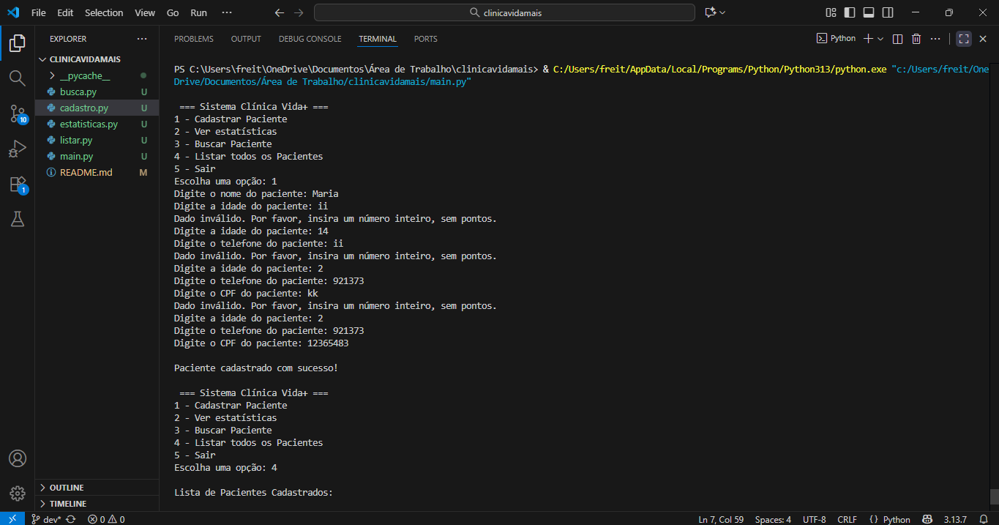 File Edit Selection View Go Run ··· clinicavidamais
EXPLORER ···
CLINICAVIDAMAIS
__pycache__
busca.py U
cadastro.py U
estatisticas.py U
listar.py U
main.py U
README.md M
10
1
OUTLINE
TIMELINE
PROBLEMS OUTPUT DEBUG CONSOLE TERMINAL PORTS Python ···
PS C:\Users\freit\OneDrive\Documentos\Área de Trabalho\clinicavidamais> & C:/Users/freit/AppData/Local/Programs/Python/Python313/python.exe "c:/Users/freit/One
Drive/Documentos/Área de Trabalho/clinicavidamais/main.py"
=== Sistema Clínica Vida+ ===
1 - Cadastrar Paciente
2 - Ver estatísticas
3 - Buscar Paciente
4 - Listar todos os Pacientes
5 - Sair
Escolha uma opção: 1
Digite o nome do paciente: Maria
Digite a idade do paciente: ii
Dado inválido. Por favor, insira um número inteiro, sem pontos.
Digite a idade do paciente: 14
Digite o telefone do paciente: ii
Dado inválido. Por favor, insira um número inteiro, sem pontos.
Digite a idade do paciente: 2
Digite o telefone do paciente: 921373
Digite o CPF do paciente: kk
Dado inválido. Por favor, insira um número inteiro, sem pontos.
Digite a idade do paciente: 2
Digite o telefone do paciente: 921373
Digite o CPF do paciente: 12365483
Paciente cadastrado com sucesso!
=== Sistema Clínica Vida+ ===
1 - Cadastrar Paciente
2 - Ver estatísticas
3 - Buscar Paciente
4 - Listar todos os Pacientes
5 - Sair
Escolha uma opção: 4
Lista de Pacientes Cadastrados:
dev* 0 0 Ln 7, Col 59 Spaces: 4 UTF-8 CRLF {} Python 3.13.7